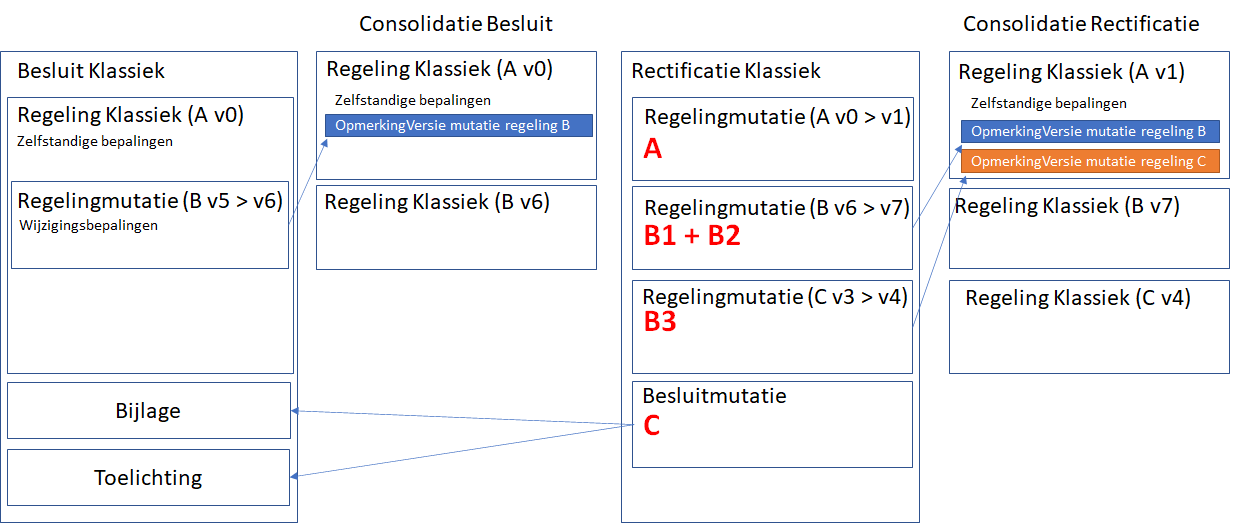 Consolidatie Besluit
Consolidatie Rectificatie
Besluit Klassiek
Regeling Klassiek (A v0)
Zelfstandige bepalingen
Regelingmutatie (B v5 > v6)
Wijzigingsbepalingen
Bijlage
Toelichting
Regeling Klassiek (A v0)
Zelfstandige bepalingen
OpmerkingVersie mutatie regeling B
Regeling Klassiek (B v6)
Rectificatie Klassiek
Regelingmutatie (A v0 > v1)
A
Regelingmutatie (B v6 > v7)
B1 + B2
Regelingmutatie (C v3 > v4)
B3
Besluitmutatie
C
Regeling Klassiek (A v1)
Zelfstandige bepalingen
OpmerkingVersie mutatie regeling B
OpmerkingVersie mutatie regeling C
Regeling Klassiek (B v7)
Regeling Klassiek (C v4)